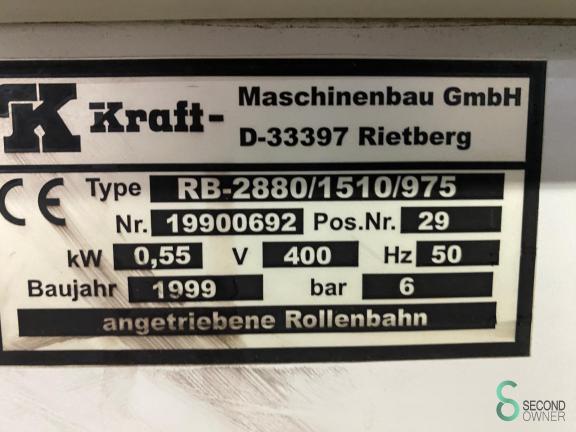 K Kraft- Maschinenbau GmbH
D-33397 Rietberg
CE Type RB-2880/1510/975
Nr. 19900692 Pos.Nr. 29
kW 0,55 V 400 Hz 50
Baujahr 1999 bar 6
angetriebene Rollenbahn
SECOND
OWNER